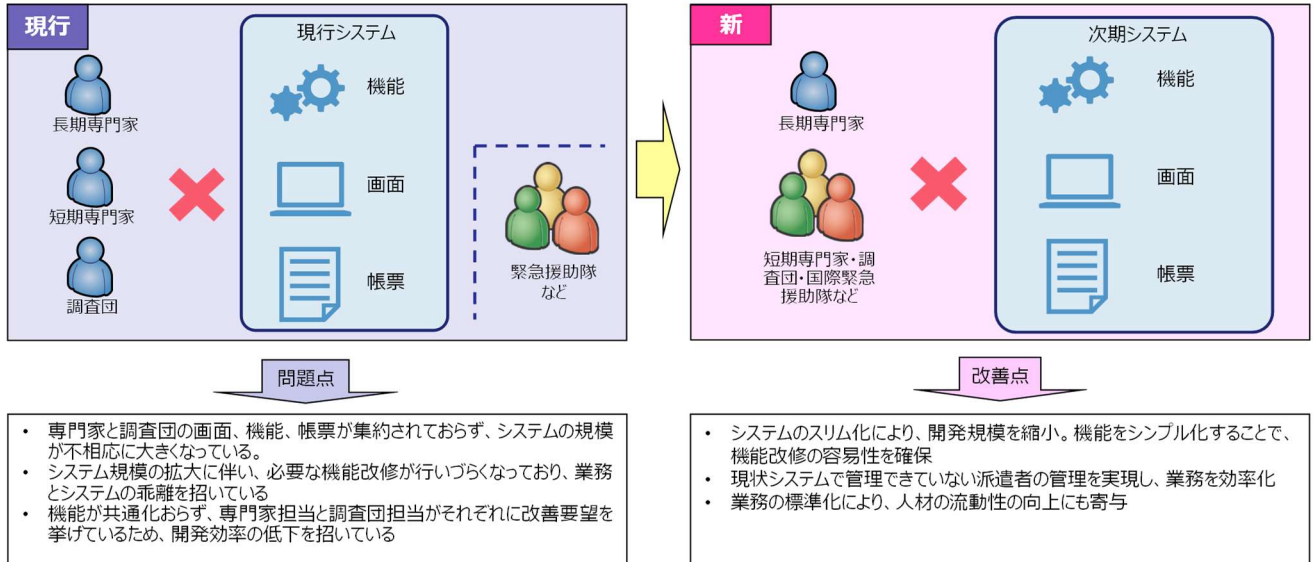 現行
現行システム
長期専門家
短期専門家
調査団
機能
画面
帳票
緊急援助隊
など
新
次期システム
長期専門家
短期専門家・調
査団・国際緊急
援助隊など
機能
画面
帳票
問題点
• 専門家と調査団の画面、機能、帳票が集約されておらず、システムの規模
が不相応に大きくなっている。
• システム規模の拡大に伴い、必要な機能改修が行いづらくなっており、業務
とシステムの乖離を招いている
• 機能が共通化おらず、専門家担当と調査団担当がそれぞれに改善要望を
挙げているため、開発効率の低下を招いている
改善点
• システムのスリム化により、開発規模を縮小。機能をシンプル化することで、
機能改修の容易性を確保
• 現状システムで管理できていない派遣者の管理を実現し、業務を効率化
• 業務の標準化により、人材の流動性の向上にも寄与